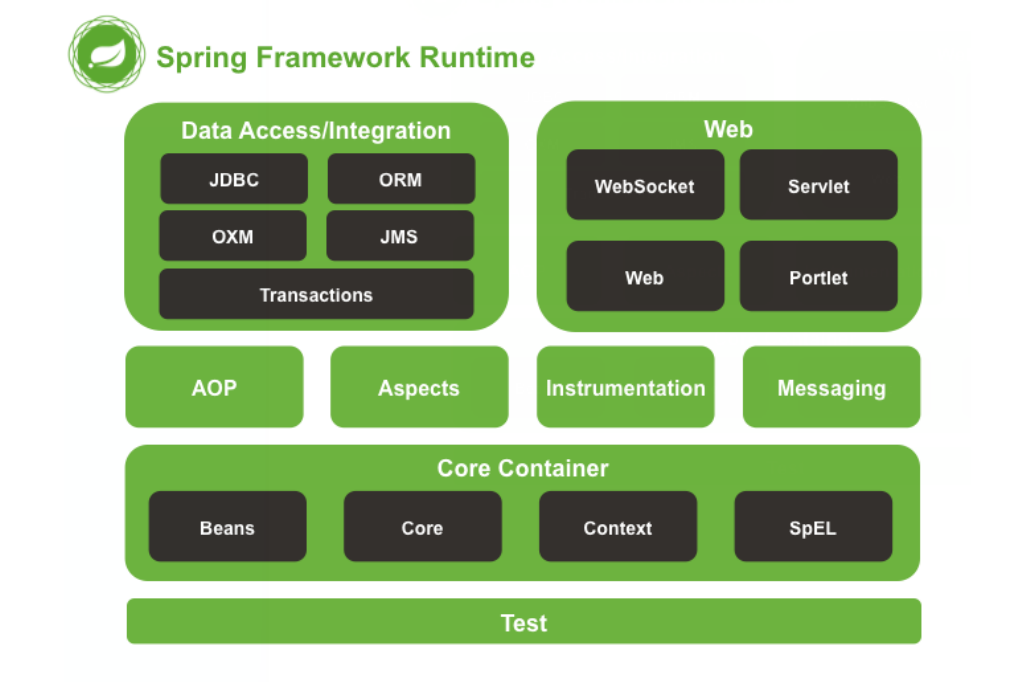 Spring Framework Runtime
Data Access/Integration
JDBC
ORM
OXM
JMS
Transactions
Web
WebSocket
Servlet
Web
Portlet
AOP
Aspects
Instrumentation
Messaging
Core Container
Beans
Core
Context
SpEL
Test